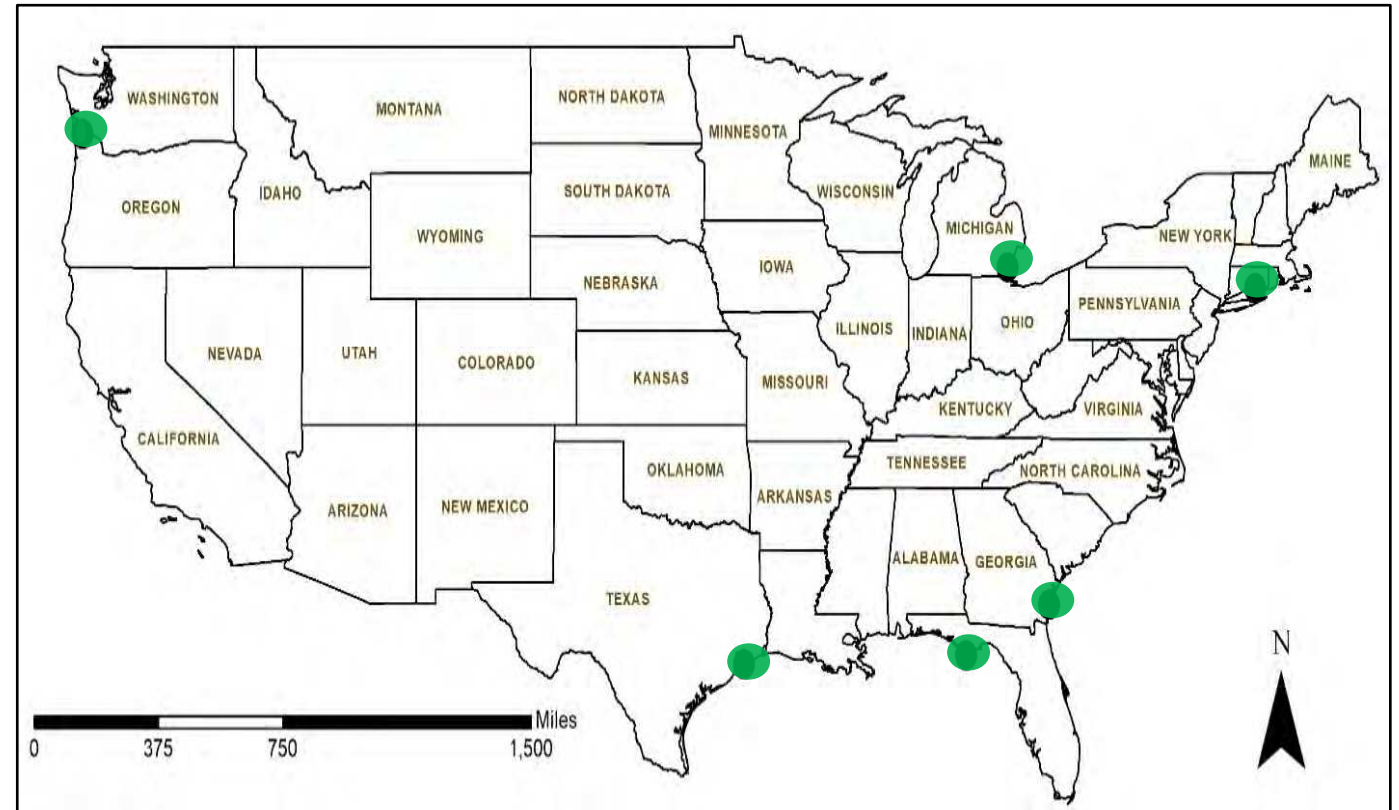 WASHINGTON
MONTANA
NORTH DAKOTA
MINNESOTA
MAINE
OREGON
IDAHO
SOUTH DAKOTA
WISCONSIN
MICHIGAN
NEW YORK
WYOMING
IOWA
NEBRASKA
PENNSYLVANIA
NEVADA
UTAH
COLORADO
ILLINOIS
INDIANA
OHIO
KANSAS
MISSOURI
KENTUCKY
VIRGINIA
CALIFORNIA
OKLAHOMA
TENNESSEE
NORTH CAROLINA
ARIZONA
NEW MEXICO
ARKANSAS
ALABAMA
GEORGIA
TEXAS
N
Miles
0 375 750 1,500